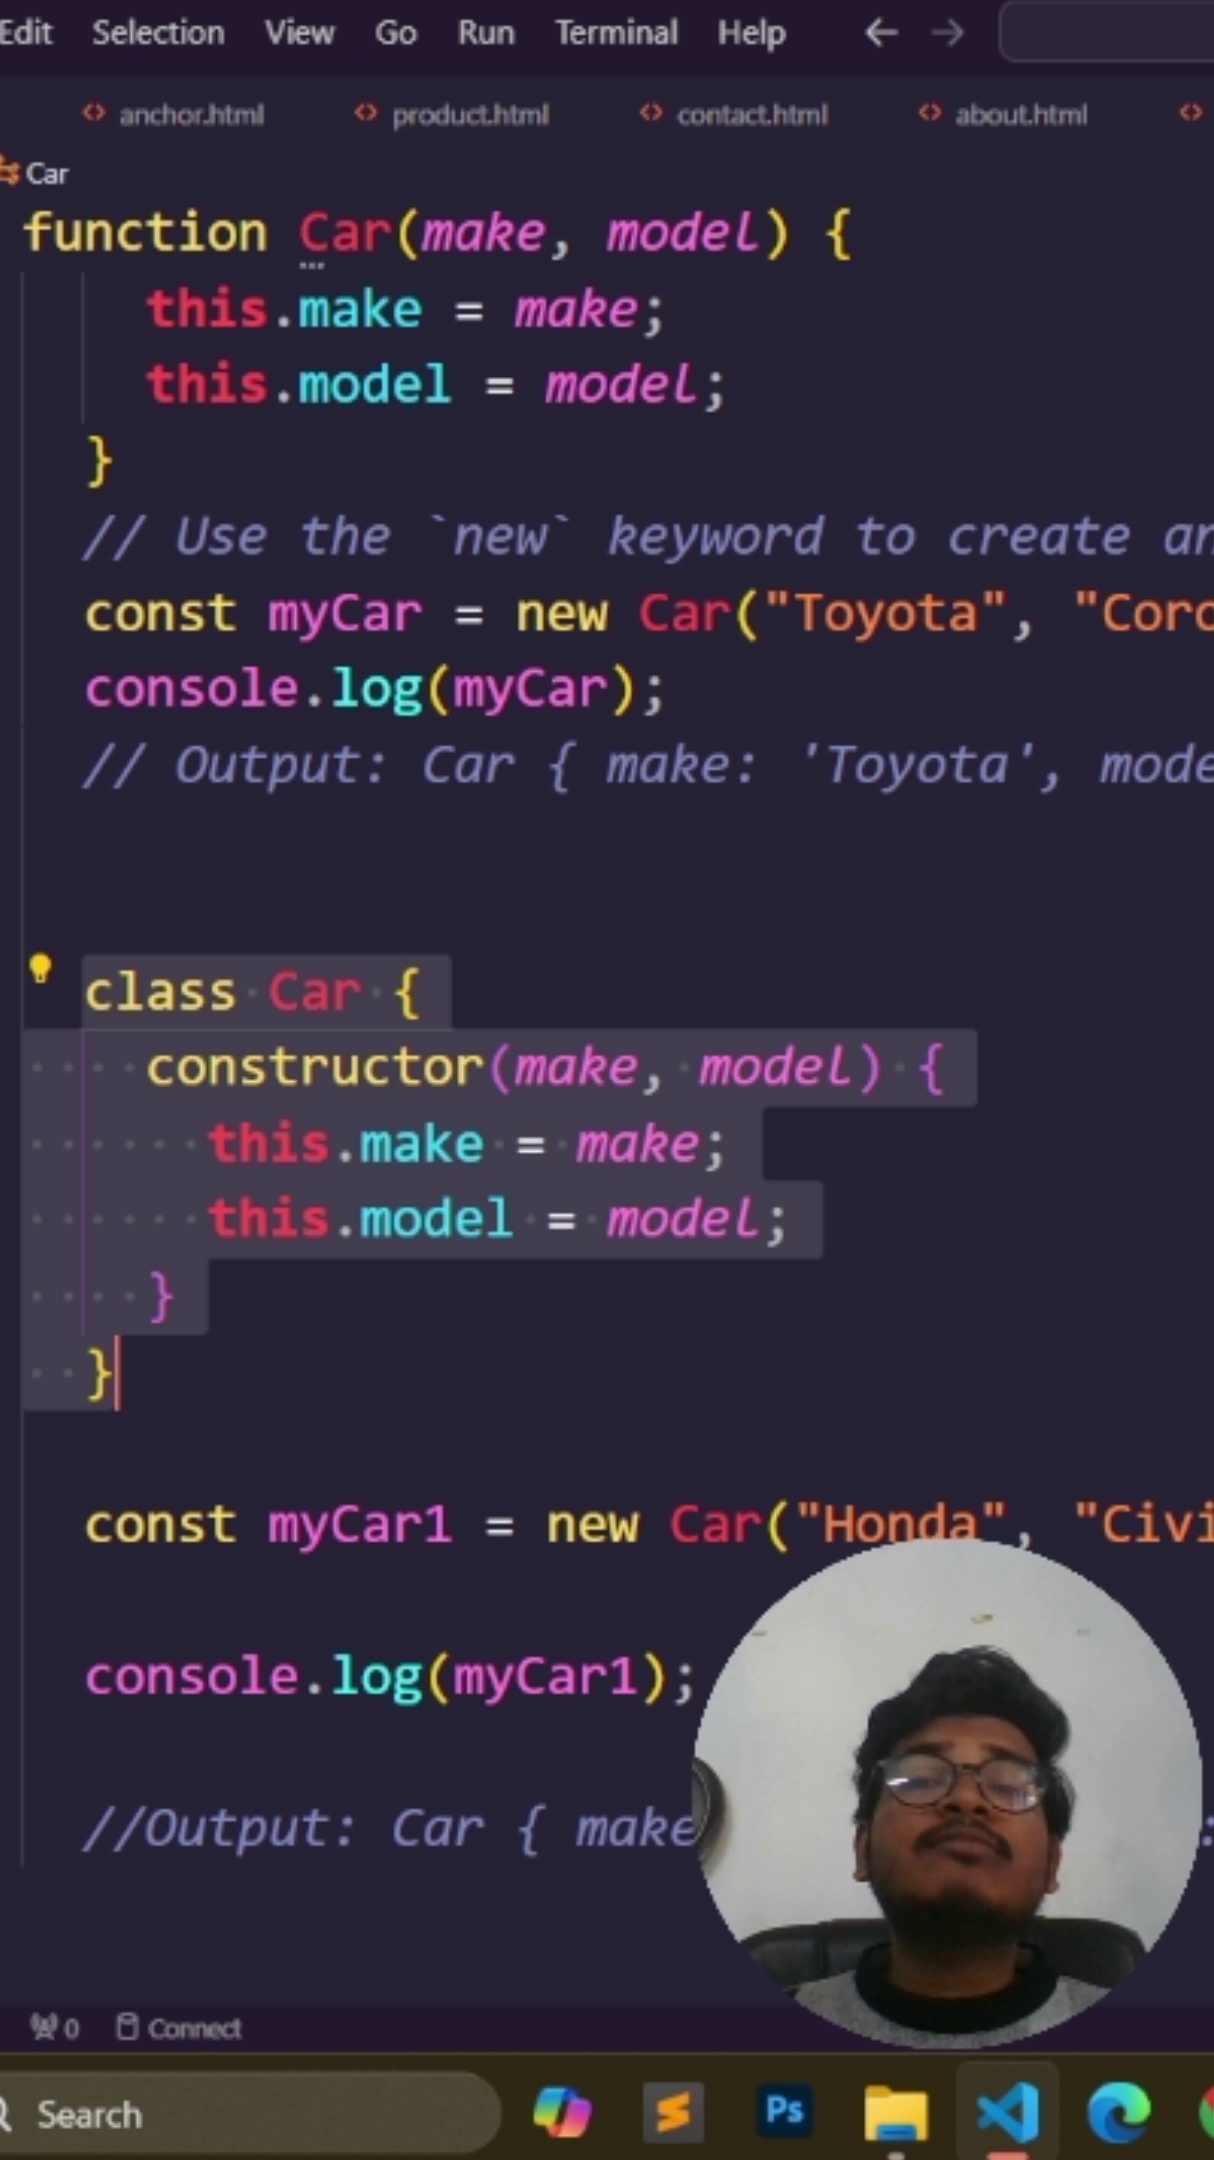 Edit Selection View Go Run Terminal Help
anchor.html product.html contact.html about.html
Car
function Car(make, model) {
this.make = make;
this.model = model;
}
// Use the `new` keyword to create an
const myCar = new Car("Toyota", "Coro
console.log(myCar);
// Output: Car { make: 'Toyota', mode
class Car {
constructor(make, model) {
this.make = make;
this.model = model;
}
}
const myCar1 = new Car("Honda", "Civi
console.log(myCar1);
//Output: Car { make :
0 Connect
Search Ps